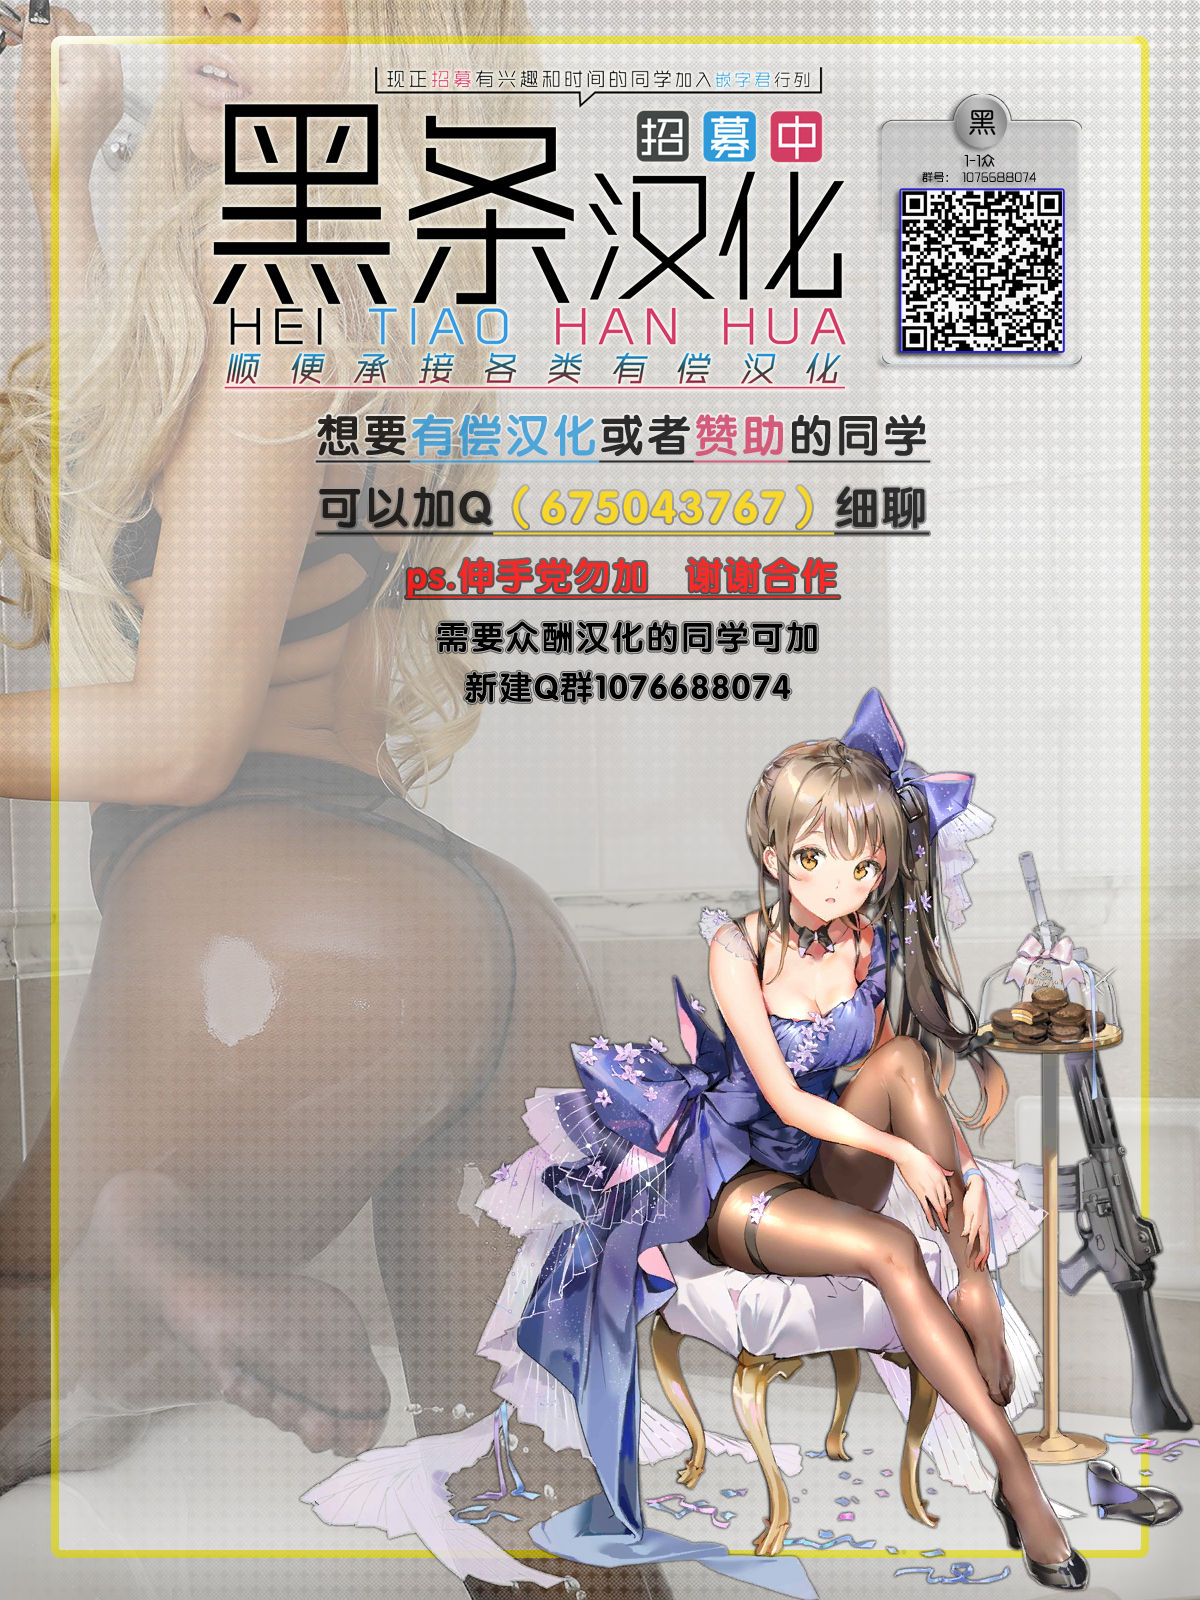 现正招募有兴趣和时间的同学加入嵌字君行列
招募中
黑条汉化
HEI TIAO HAN HUA
顺便承接各类有偿汉化
黑
1-1众
群号: 1076688074
想要有偿汉化或者赞助的同学
可以加Q（675043767）细聊
ps.伸手党勿加 谢谢合作
需要众酬汉化的同学可加
新建Q群1076688074